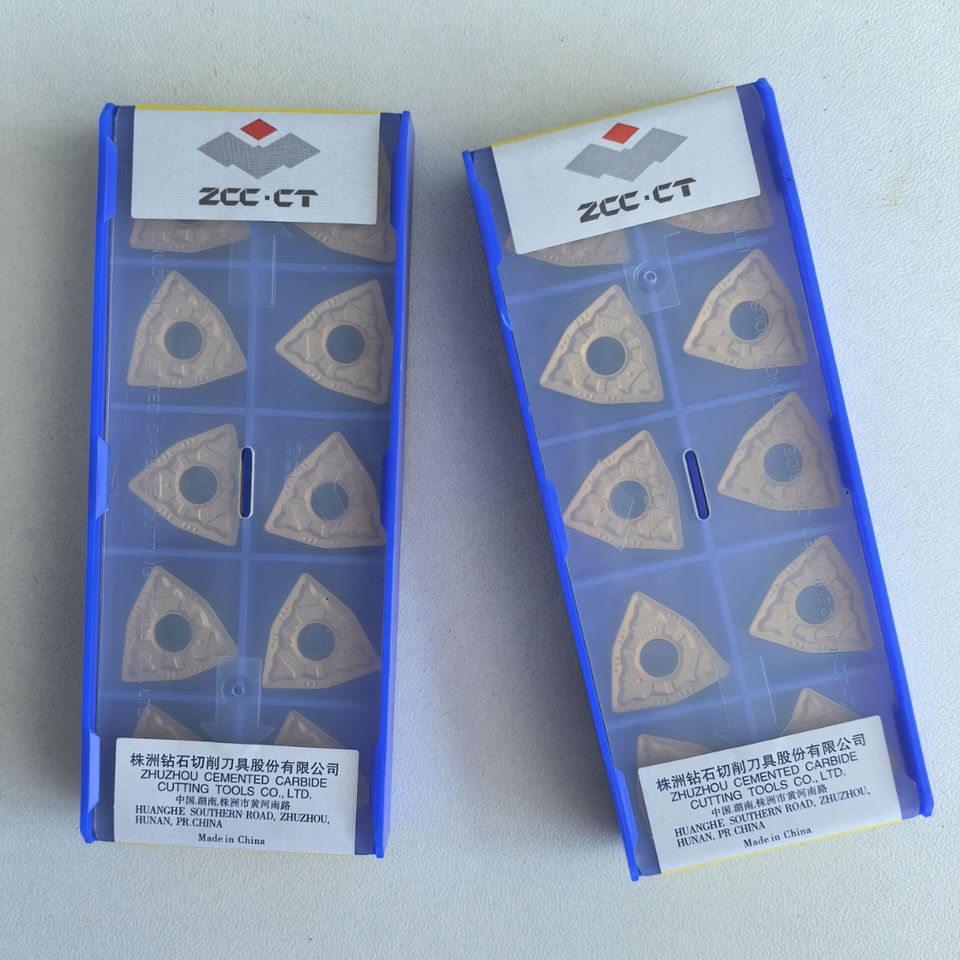 ZCC·CT
株洲钻石切削刀具股份有限公司
ZHUZHOU CEMENTED CARBIDE
CUTTING TOOLS CO., LTD.
中国.湖南.株洲市黄河南路
HUANGHE SOUTHERN ROAD, ZHUZHOU,
HUNAN, PR.CHINA
Made in China
ZCC·CT
株洲钻石切削刀具股份有限公司
ZHUZHOU CEMENTED CARBIDE
CUTTING TOOLS CO., LTD.
中国.湖南.株洲市黄河南路
HUANGHE SOUTHERN ROAD, ZHUZHOU,
HUNAN, PR.CHINA
Made in China